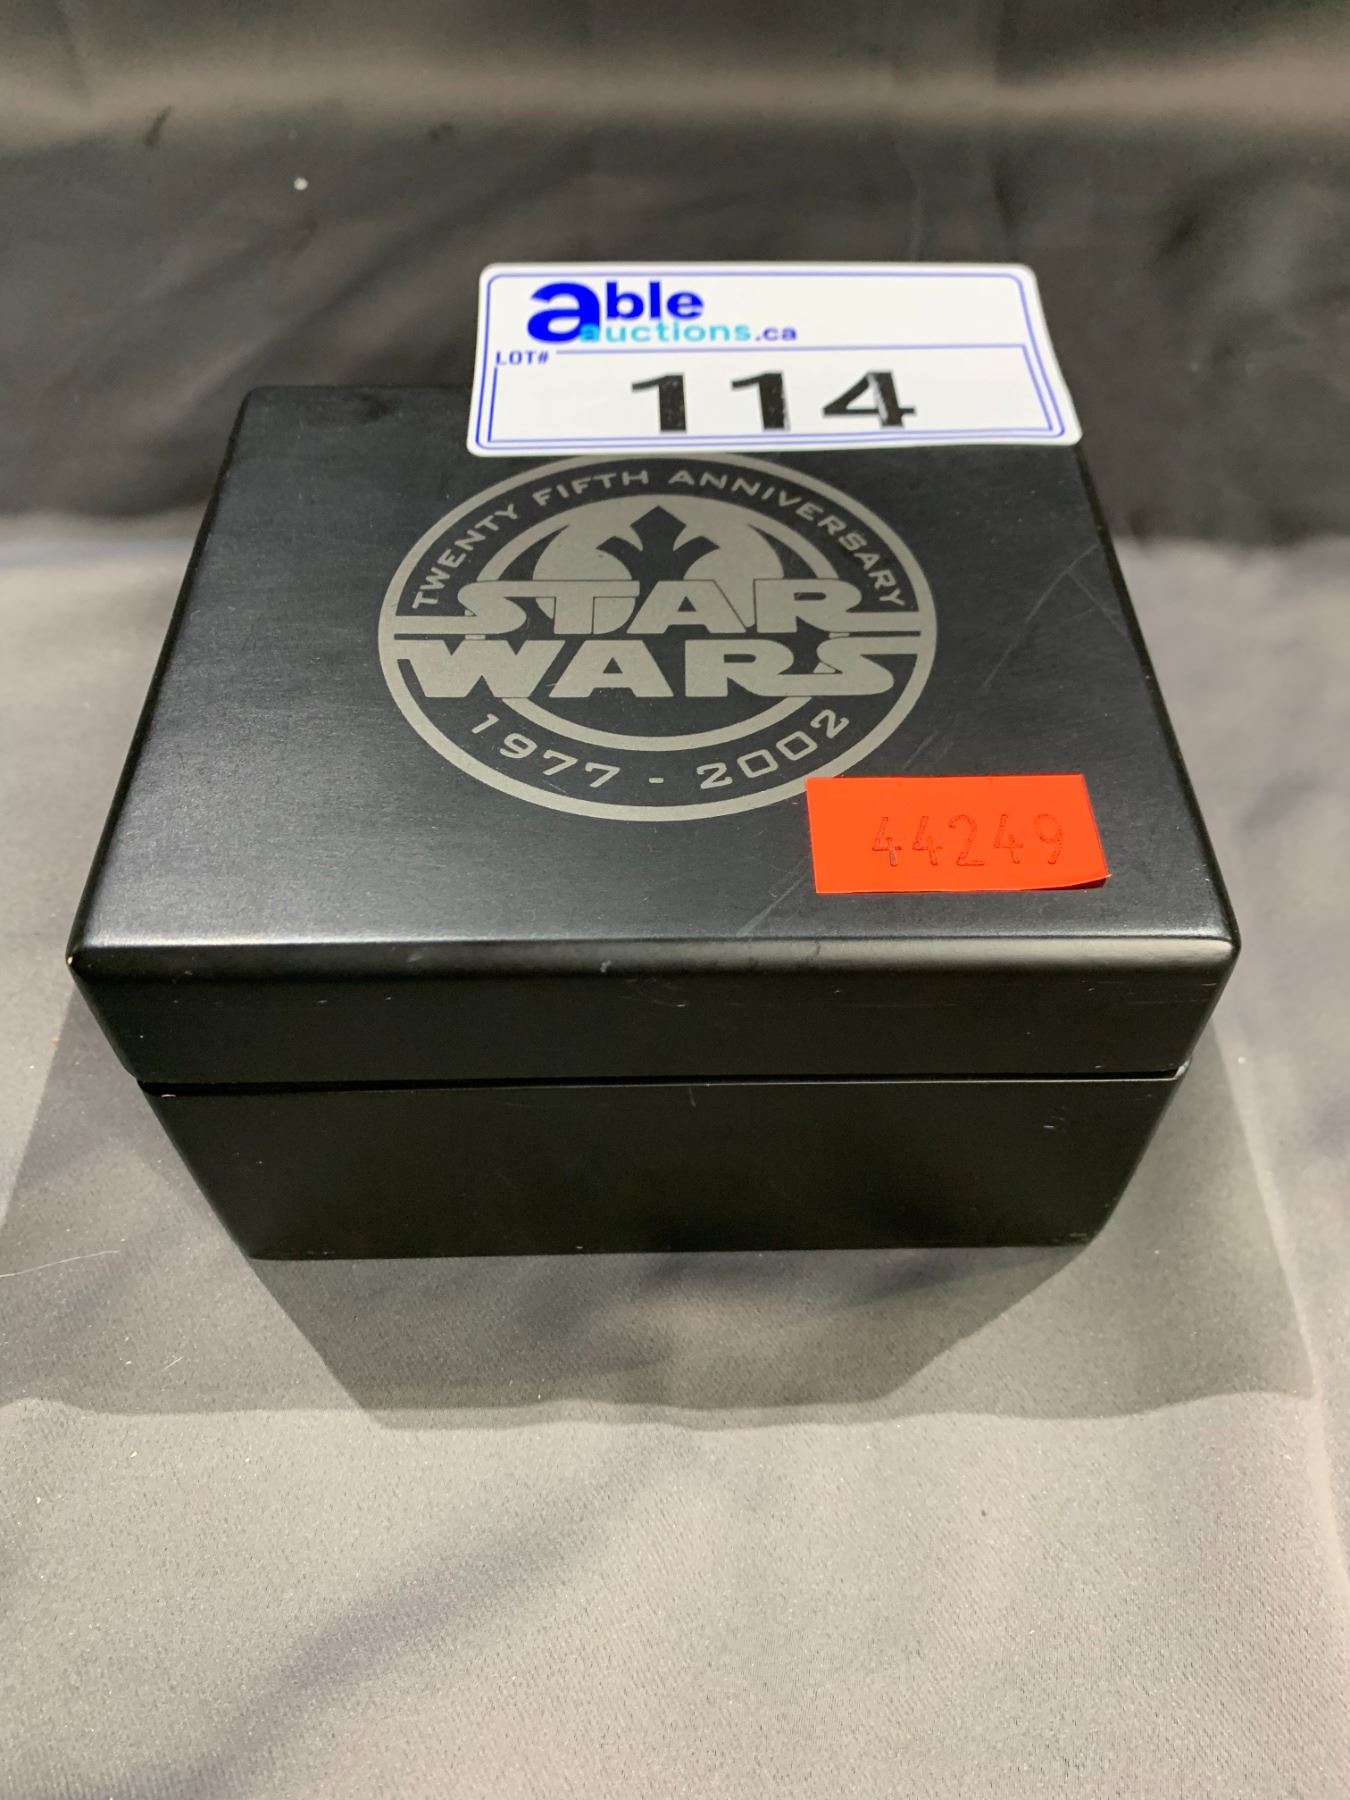 able
auctions.ca
LOT#
114
TWENTY FIFTH ANNIVERSARY
STAR
WARS
1977 - 2002
44249